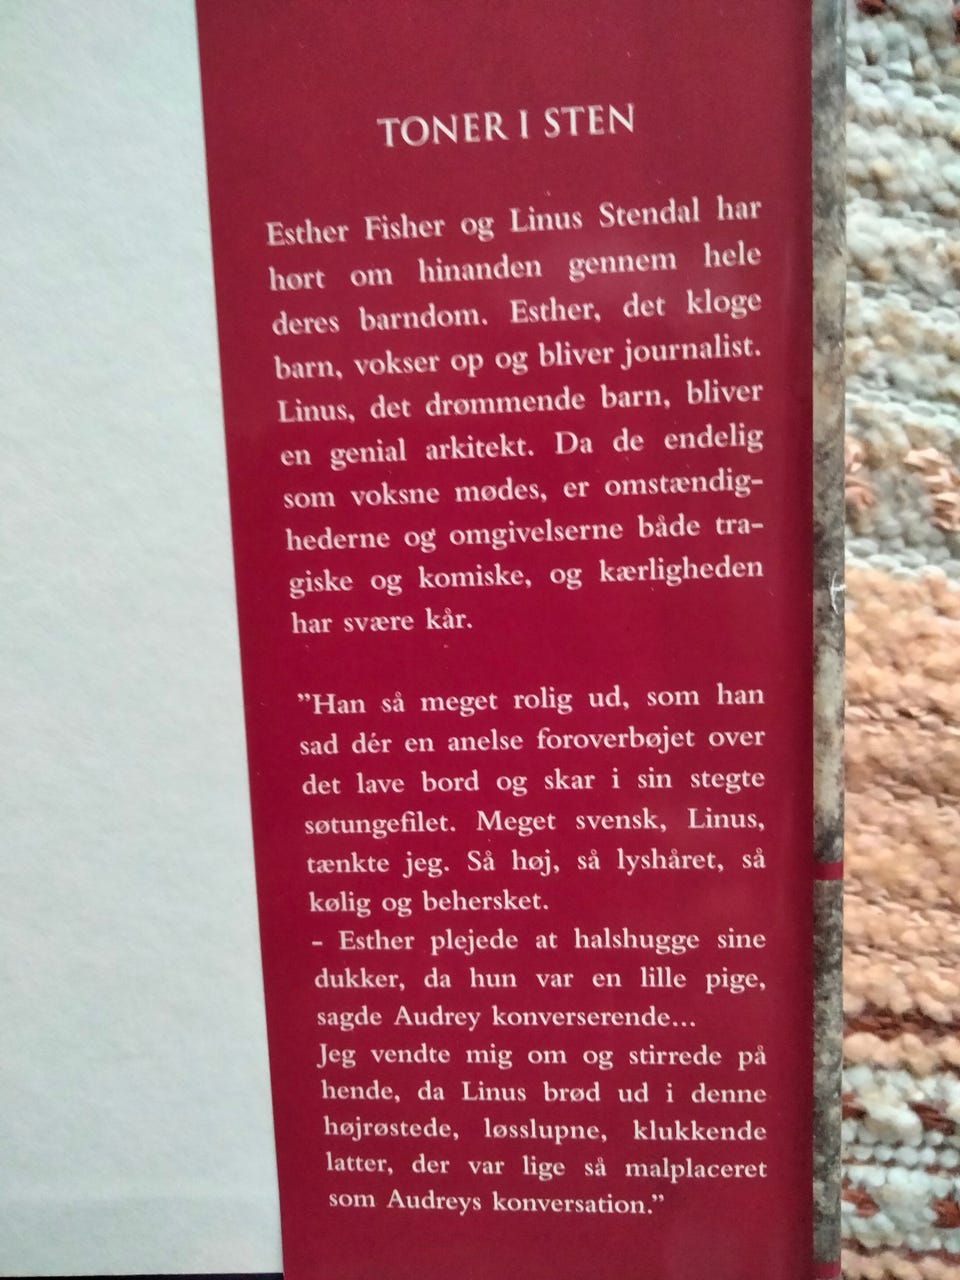 TONER I STEN
Esther Fisher og Linus Stendal har
hørt om hinanden gennem hele
deres barndom. Esther, det kloge
barn, vokser op og bliver journalist.
Linus, det drømmende barn, bliver
en genial arkitekt. Da de endelig
som voksne mødes, er omstændig-
hederne og omgivelserne både tra-
giske og komiske, og kærligheden
har svære kår.
”Han så meget rolig ud, som han
sad dér en anelse foroverbøjet over
det lave bord og skar i sin stegte
søtungefilet. Meget svensk, Linus,
tænkte jeg. Så høj, så lyshåret, så
kølig og behersket.
- Esther plejede at halshugge sine
dukker, da hun var en lille pige,
sagde Audrey konverserende...
Jeg vendte mig om og stirrede på
hende, da Linus brød ud i denne
højrøstede, løsslupne, klukkende
latter, der var lige så malplaceret
som Audreys konversation.”